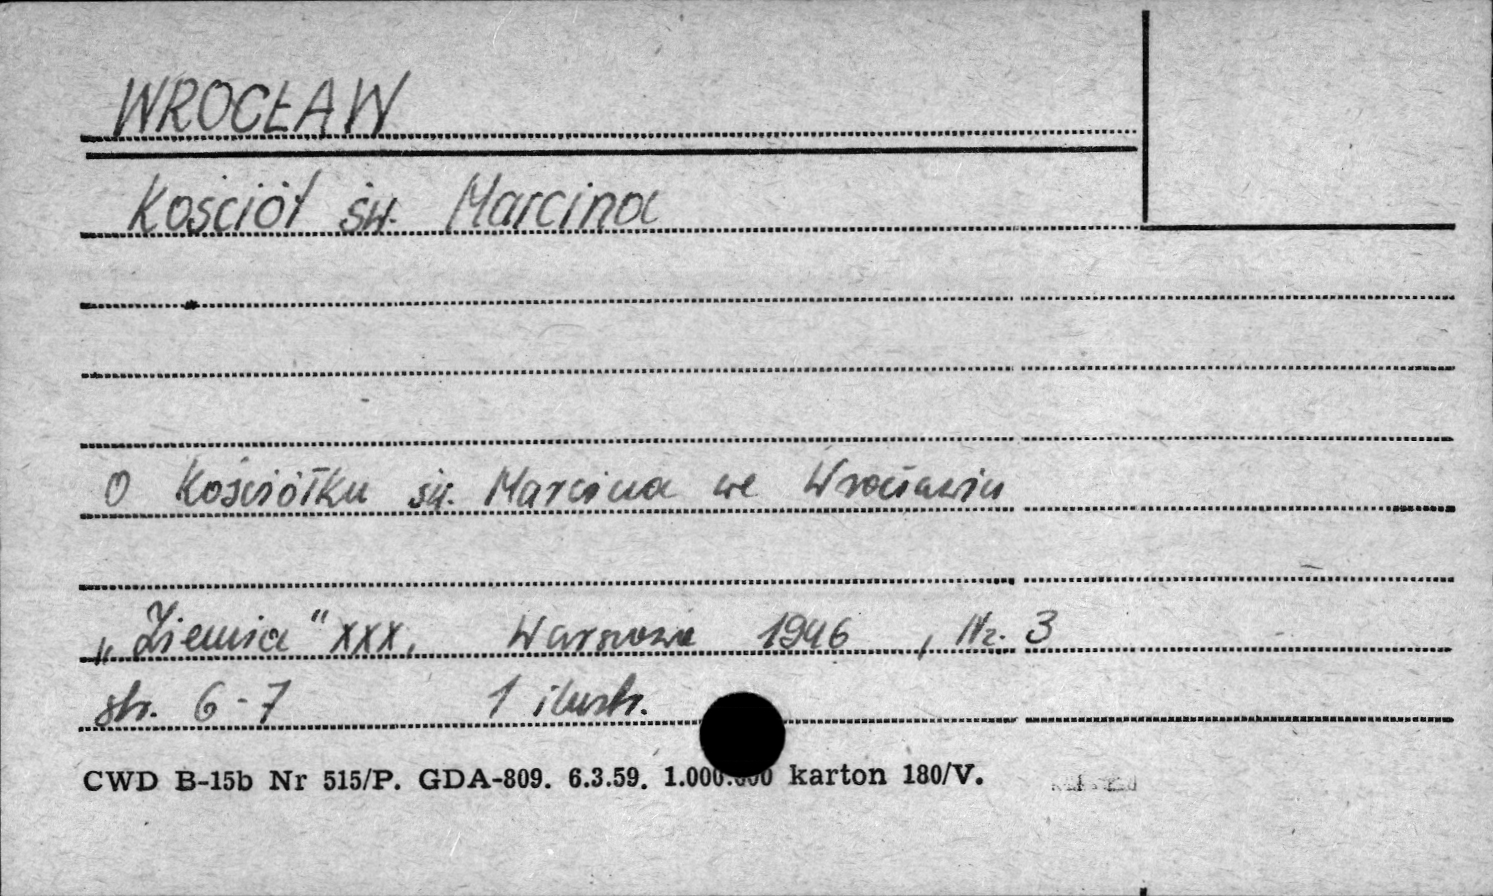 WROCŁAW
Kościół św. Marcina
O Kościółku św. Marcina we Wrocławiu
„Ziemia" XXX, Warszawa 1946, Nr. 3
str. 6-7 1 ilustr.
CWD B-15b Nr 515/P. GDA-809. 6.3.59. 1.000.000 karton 180/V.